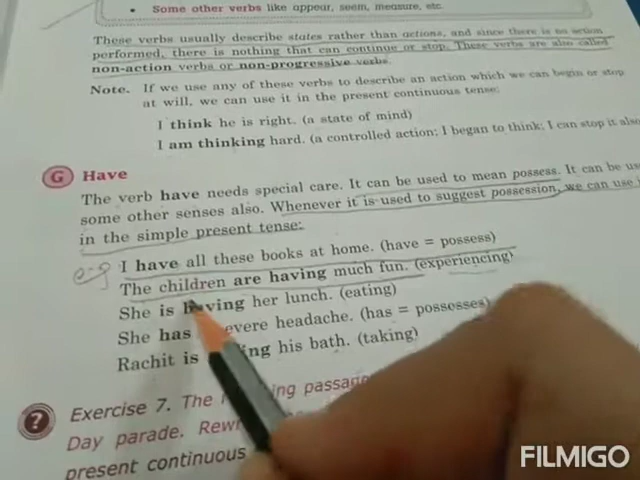 • Some other verbs like appear, seem, measure, etc.
These verbs usually describe states rather than actions, and since there is no action
performed, there is nothing that can continue or stop. These verbs are also called
non-action verbs or non-progressive verbs.
Note. If we use any of these verbs to describe an action which we can begin or stop
at will, we can use it in the present continuous tense:
I think he is right. (a state of mind)
I am thinking hard. (a controlled action; I began to think; I can stop it also
G Have
The verb have needs special care. It can be used to mean possess. It can be
some other senses also. Whenever it is used to suggest possession, we can use
in the simple present tense:
e-g I have all these books at home. (have = possess)
The children are having much fun. (experiencing)
She is having her lunch. (eating)
She has severe headache. (has = possesses)
Rachit is his bath. (taking)
? Exercise 7. The
Day parade.
present continuous
FILMIGO